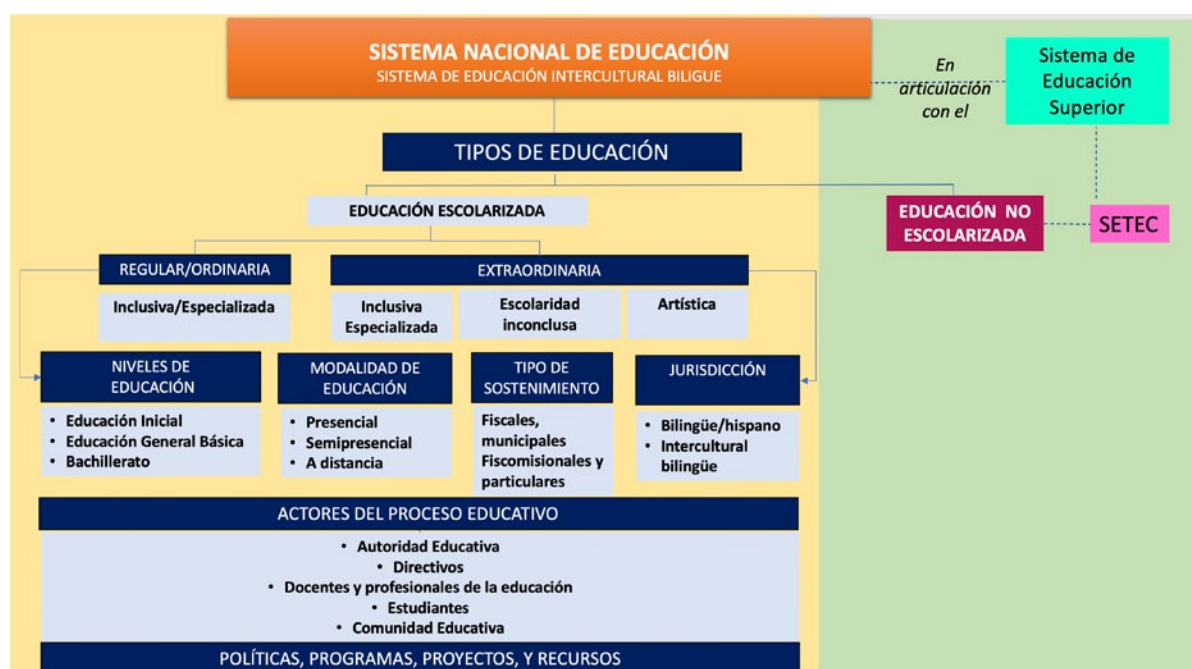 SISTEMA NACIONAL DE EDUCACIÓN
SISTEMA DE EDUCACIÓN INTERCULTURAL BILIGUE
En
articulación
con el
Sistema de
Educación
Superior
TIPOS DE EDUCACIÓN
EDUCACIÓN ESCOLARIZADA
EDUCACIÓN NO
ESCOLARIZADA
SETEC
REGULAR/ORDINARIA
EXTRAORDINARIA
Inclusiva/Especializada
Inclusiva
Especializada
Escolaridad
inconclusa
Artística
NIVELES DE
EDUCACIÓN
• Educación Inicial
• Educación General Básica
• Bachillerato
MODALIDAD DE
EDUCACIÓN
• Presencial
• Semipresencial
• A distancia
TIPO DE
SOSTENIMIENTO
Fiscales,
municipales
Fiscomisionales y
particulares
JURISDICCIÓN
• Bilingüe/hispano
• Intercultural
bilingüe
ACTORES DEL PROCESO EDUCATIVO
• Autoridad Educativa
• Directivos
• Docentes y profesionales de la educación
• Estudiantes
• Comunidad Educativa
POLÍTICAS, PROGRAMAS, PROYECTOS, Y RECURSOS